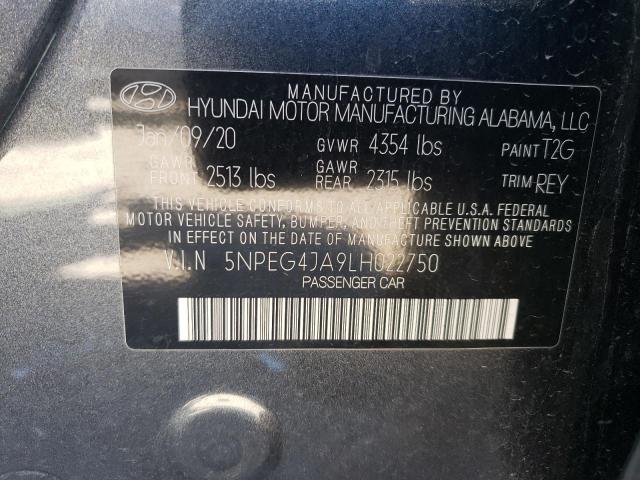 MANUFACTURED BY
HYUNDAI MOTOR MANUFACTURING ALABAMA, LLC
Jan/09/20 GVWR 4354 lbs PAINT T2G
GAWR FRONT 2513 lbs GAWR REAR 2315 lbs TRIM REY
THIS VEHICLE CONFORMS TO ALL APPLICABLE U.S.A. FEDERAL
MOTOR VEHICLE SAFETY, BUMPER, AND THEFT PREVENTION STANDARDS
IN EFFECT ON THE DATE OF MANUFACTURE SHOWN ABOVE
V.I.N 5NPEG4JA9LH022750
PASSENGER CAR